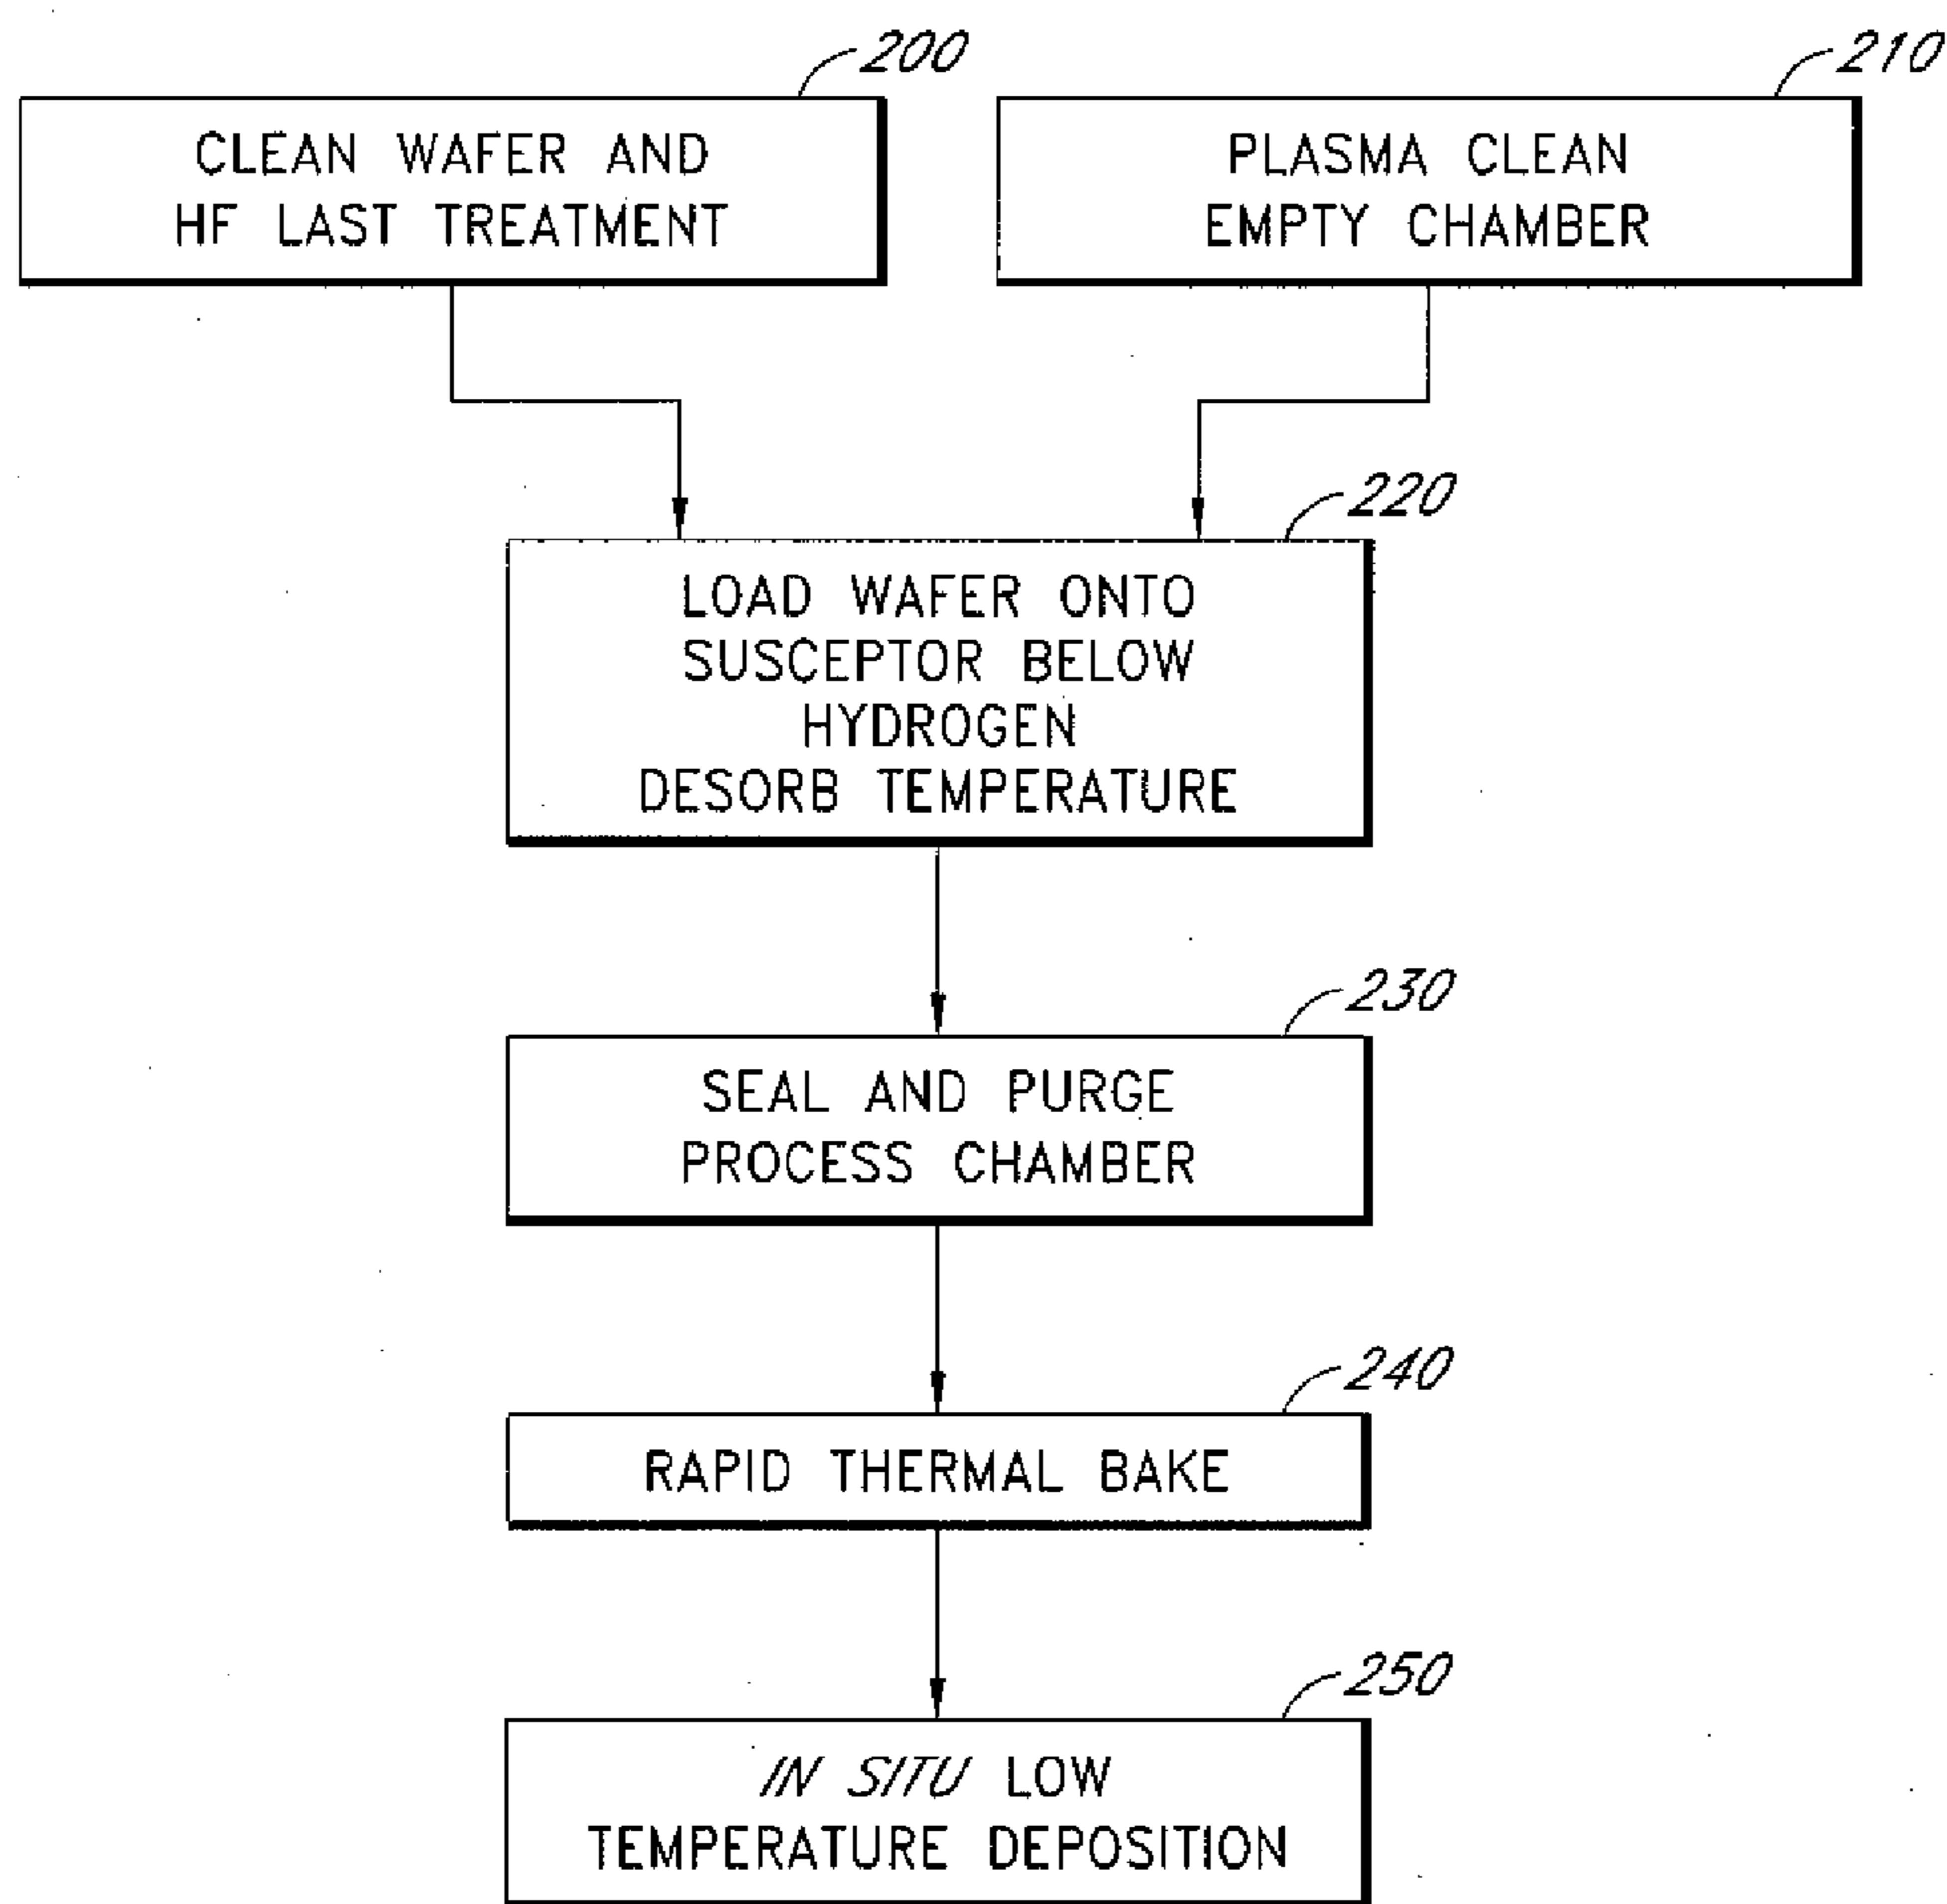 200
CLEAN WAFER AND
HF LAST TREATMENT
210
PLASMA CLEAN
EMPTY CHAMBER
220
LOAD WAFER ONTO
SUSCEPTOR BELOW
HYDROGEN
DESORB TEMPERATURE
230
SEAL AND PURGE
PROCESS CHAMBER
240
RAPID THERMAL BAKE
250
IN SITU LOW
TEMPERATURE DEPOSITION